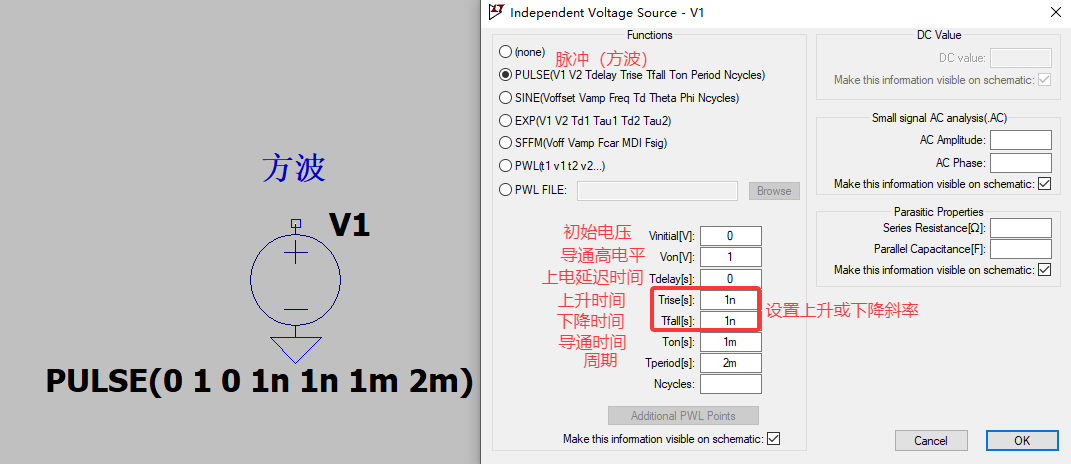 方波
V1
PULSE(0 1 0 1n 1n 1m 2m)
Independent Voltage Source - V1
Functions
(none)
脉冲（方波）
PULSE(V1 V2 Tdelay Trise Tfall Ton Period Ncycles)
SINE(Voffset Vamp Freq Td Theta Phi Ncycles)
EXP(V1 V2 Td1 Tau1 Td2 Tau2)
SFFM(Voff Vamp Fcar MDI Fsig)
PWL(t1 v1 t2 v2...)
PWL FILE: Browse
初始电压 Vinitial[V]: 0
导通高电平 Von[V]: 1
上电延迟时间 Tdelay[s]: 0
上升时间 Trise[s]: 1n
下降时间 Tfall[s]: 1n
设置上升或下降斜率
导通时间 Ton[s]: 1m
周期 Tperiod[s]: 2m
Ncycles:
Additional PWL Points
Make this information visible on schematic:
DC Value
DC value:
Make this information visible on schematic:
Small signal AC analysis(.AC)
AC Amplitude:
AC Phase:
Make this information visible on schematic:
Parasitic Properties
Series Resistance[Ω]:
Parallel Capacitance[F]:
Make this information visible on schematic:
Cancel OK